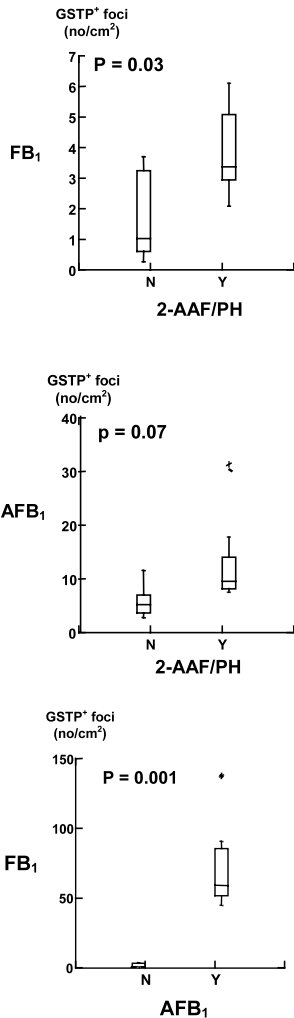 GSTP⁺ foci
(no/cm²)
P = 0.03
7
6
5
4
3
2
1
0
FB₁
N Y
2-AAF/PH
GSTP⁺ foci
(no/cm²)
p = 0.07
40
30
20
10
0
AFB₁
N Y
2-AAF/PH
GSTP⁺ foci
(no/cm²)
P = 0.001
150
100
50
0
FB₁
N Y
AFB₁